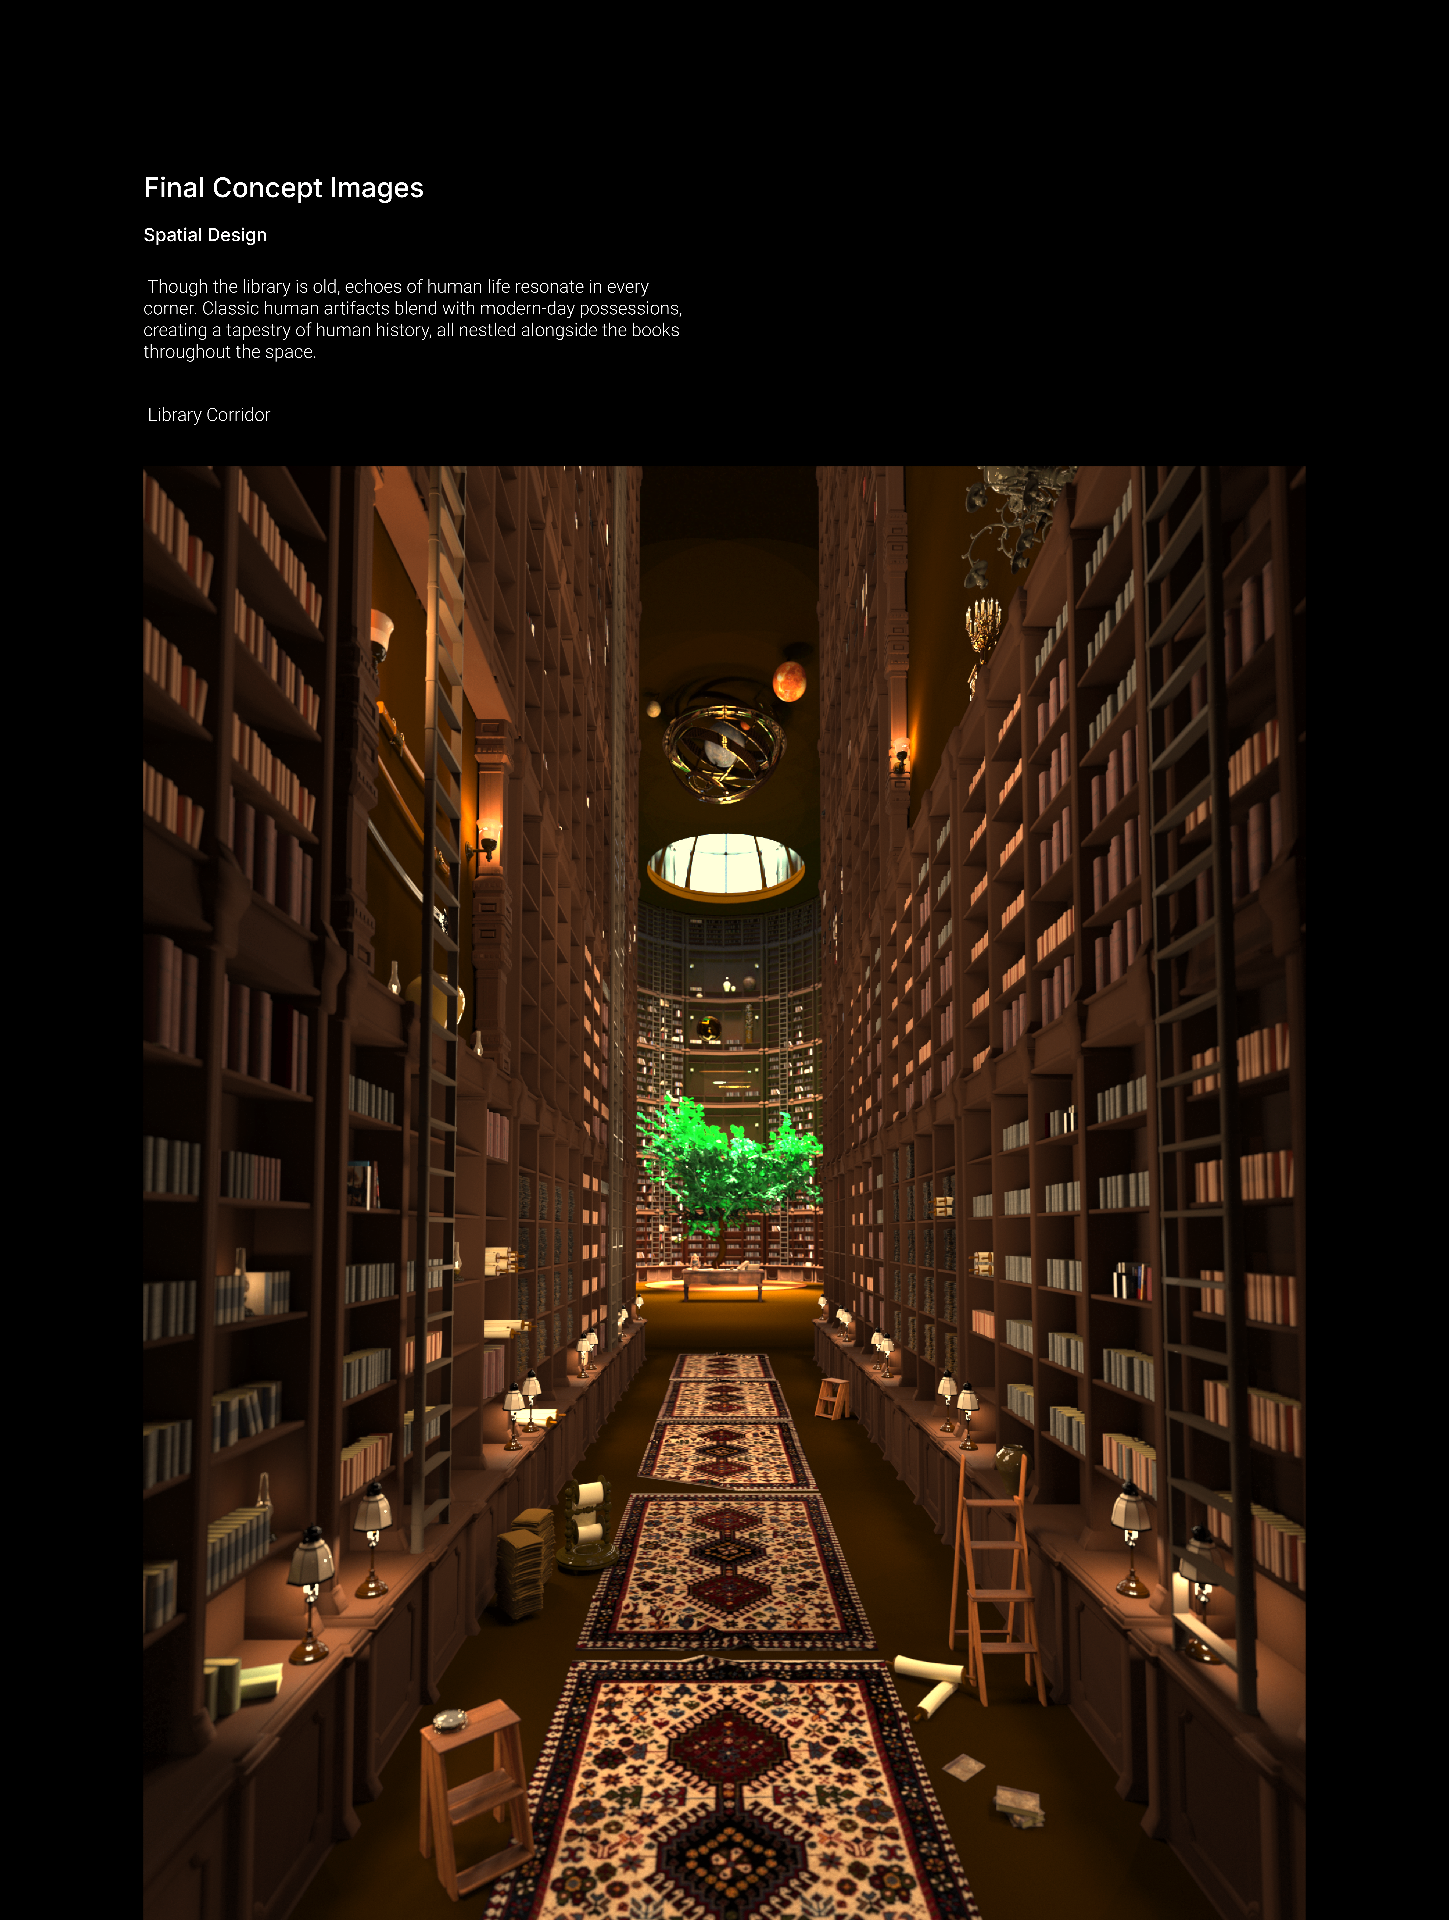 Final Concept Images
Spatial Design
Though the library is old, echoes of human life resonate in every
corner. Classic human artifacts blend with modern-day possessions,
creating a tapestry of human history, all nestled alongside the books
throughout the space.
Library Corridor